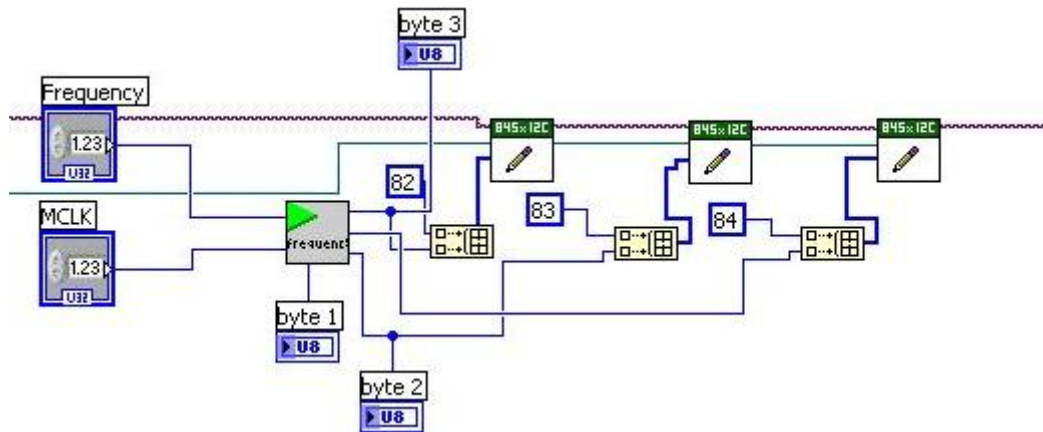 byte 3
U8
Frequency
1.23
U32
845x I2C
845x I2C
845x I2C
82
83
84
MCLK
1.23
U32
frequent
byte 1
U8
byte 2
U8